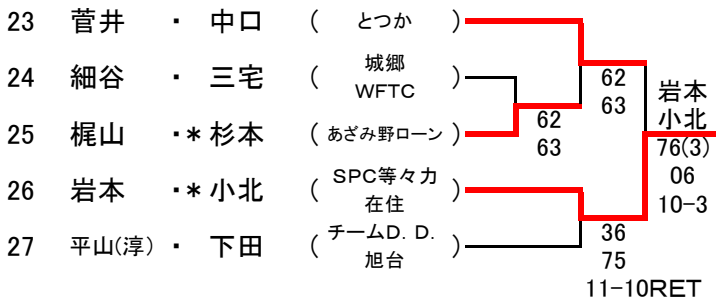 23 菅井 ・ 中口 ( とつか )
24 細谷 ・ 三宅 ( 城郷 WFTC )
25 梶山 ・* 杉本 ( あざみ野ローン )
26 岩本 ・* 小北 ( SPC等々力 在住 )
27 平山(淳) ・ 下田 ( チームD. D. 旭台 )
62
63
62
63
36
75
11-10RET
岩本
小北
76(3)
06
10-3